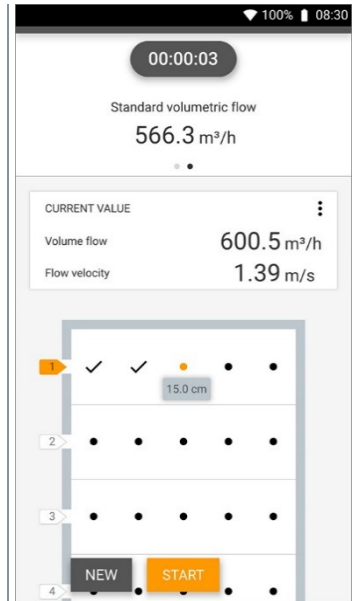 100% 08:30
00:00:03
Standard volumetric flow
566.3 m³/h
CURRENT VALUE
Volume flow 600.5 m³/h
Flow velocity 1.39 m/s
1
15.0 cm
2
3
NEW START
4